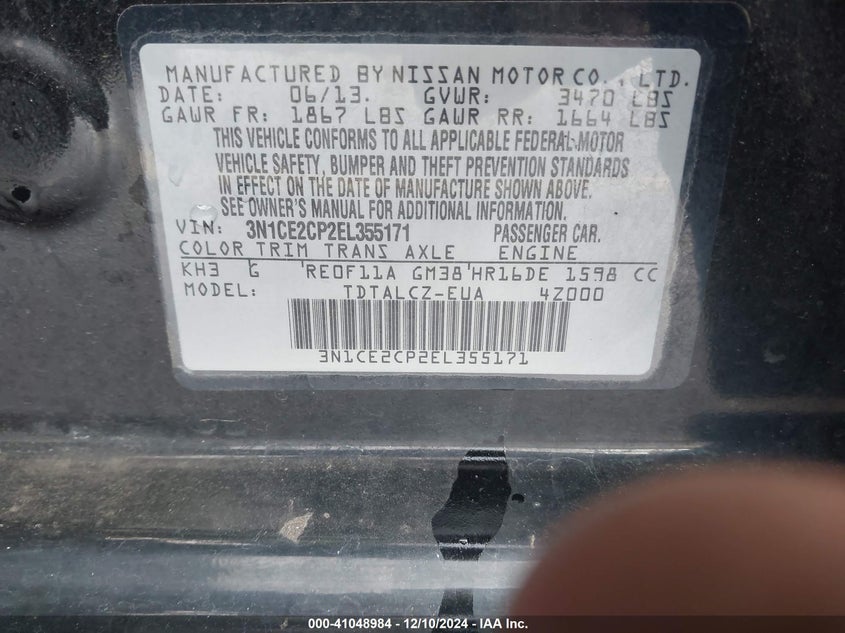 MANUFACTURED BY NISSAN MOTOR CO., LTD.
DATE: 06/13. GVWR: 3470 LBS
GAWR FR: 1867 LBS GAWR RR: 1664 LBS
THIS VEHICLE CONFORMS TO ALL APPLICABLE FEDERAL MOTOR
VEHICLE SAFETY, BUMPER AND THEFT PREVENTION STANDARDS
IN EFFECT ON THE DATE OF MANUFACTURE SHOWN ABOVE.
SEE OWNER'S MANUAL FOR ADDITIONAL INFORMATION.
VIN: 3N1CE2CP2EL355171 PASSENGER CAR.
COLOR TRIM TRANS AXLE ENGINE
KH3 G RE0F11A GM38 HR16DE 1598 CC
MODEL: TDTALCZ-EUA 4Z000
3N1CE2CP2EL355171
000-41048984 - 12/10/2024 - IAA Inc.